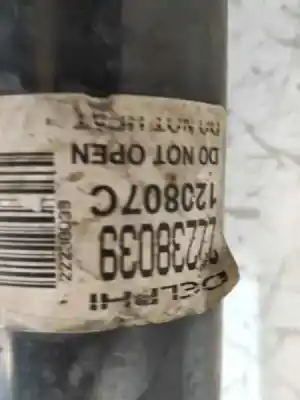 DELPHI
22238039
120807C
DO NOT OPEN
DO NOT HEAT
22238039